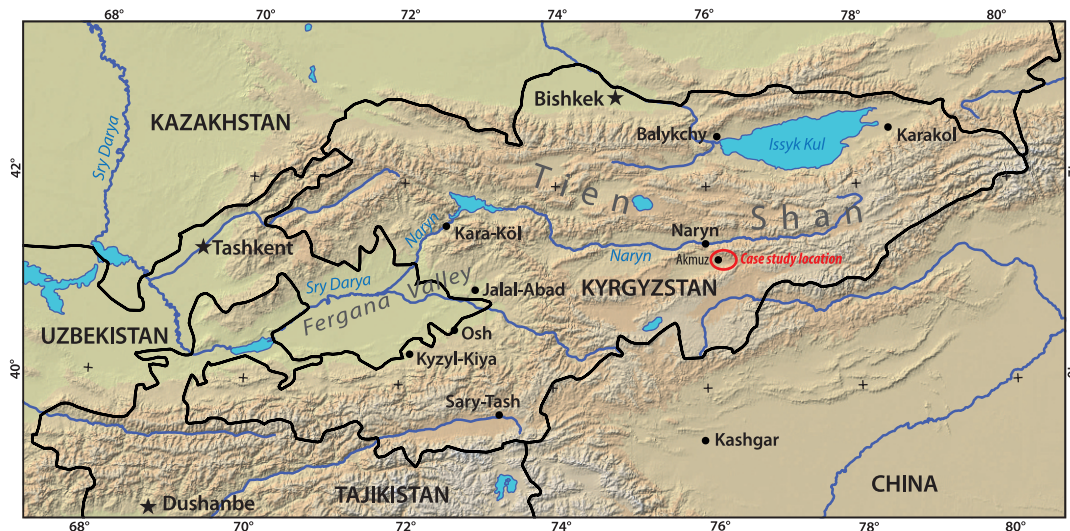 68° 70° 72° 74° 76° 78° 80°
Bishkek
KAZAKHSTAN
Balykchy
Karakol
Issyk Kul
Sry Darya
42°
Tien Shan
Naryn
Kara-Köl
Naryn
Tashkent
Naryn
Akmuz
Case study location
Sry Darya
Jalal-Abad
KYRGYZSTAN
Fergana Valley
UZBEKISTAN
Osh
Kyzyl-Kiya
40°
Sary-Tash
Kashgar
CHINA
TAJIKISTAN
Dushanbe
68° 70° 72° 74° 76° 78° 80°